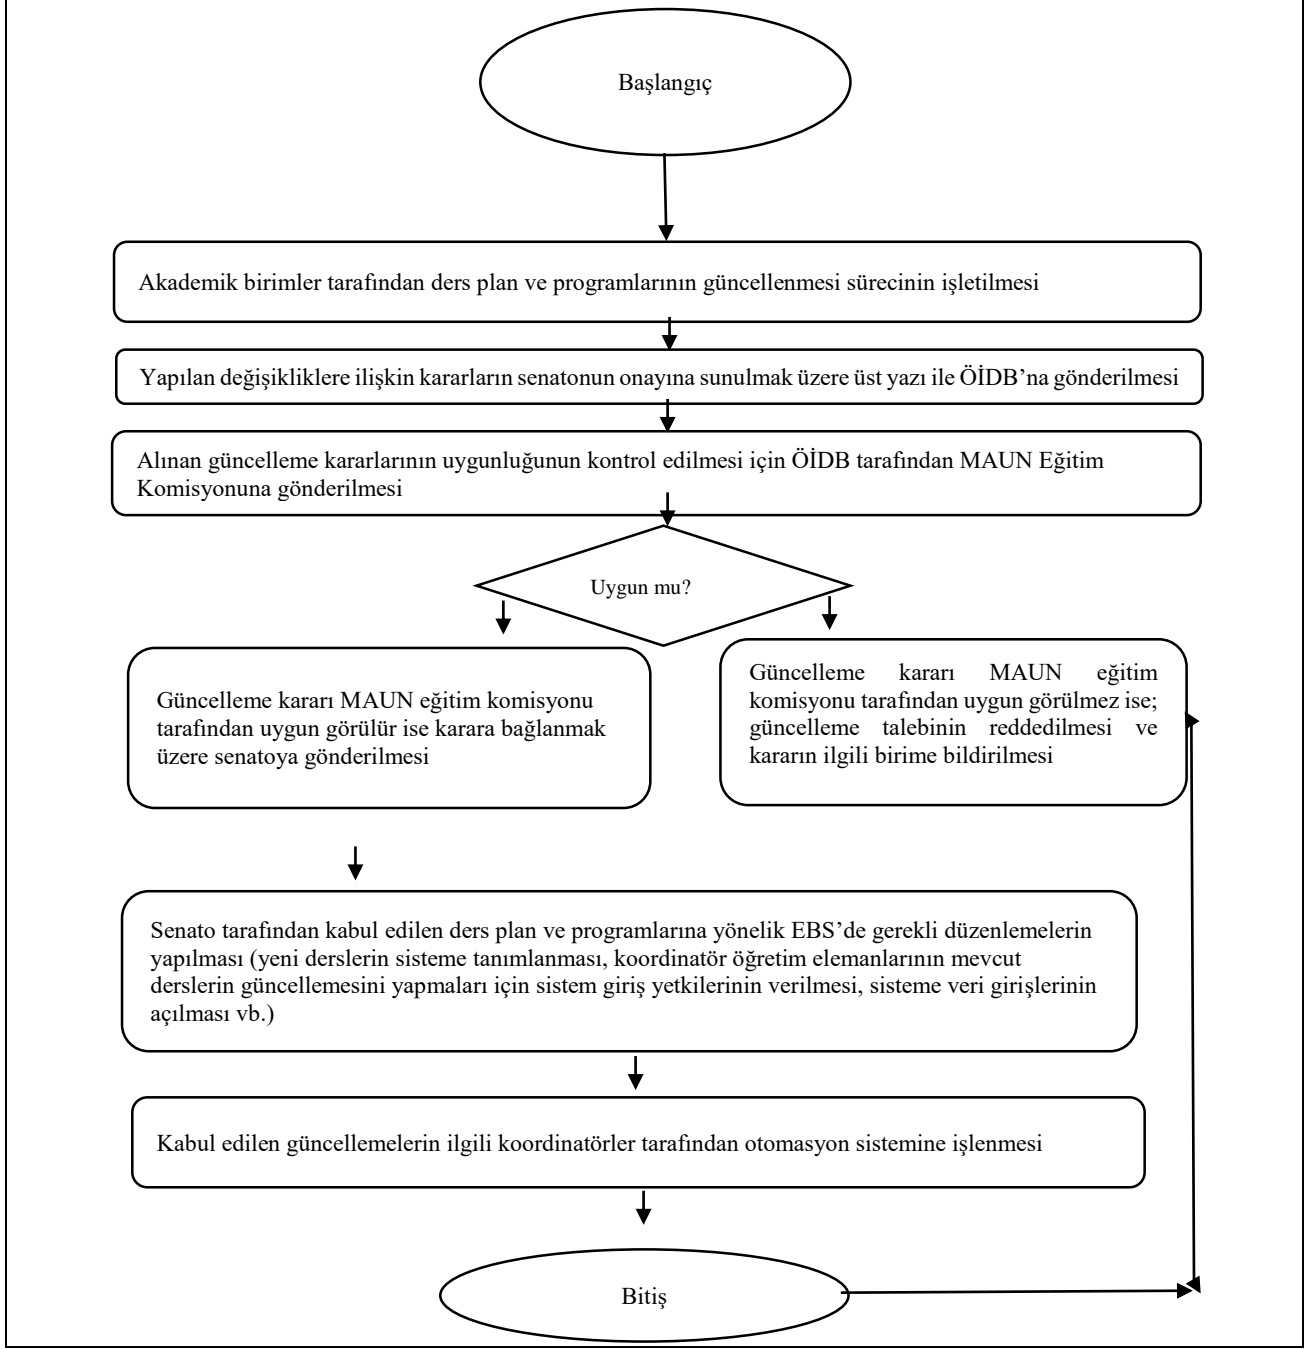 Başlangıç
Akademik birimler tarafından ders plan ve programlarının güncellenmesi sürecinin işletilmesi
Yapılan değişikliklere ilişkin kararların senatonun onayına sunulmak üzere üst yazı ile ÖİDB’na gönderilmesi
Alınan güncelleme kararlarının uygunluğunun kontrol edilmesi için ÖİDB tarafından MAUN Eğitim
Komisyonuna gönderilmesi
Uygun mu?
Güncelleme kararı MAUN eğitim komisyonu
tarafından uygun görülür ise karara bağlanmak
üzere senatoya gönderilmesi
Güncelleme kararı MAUN eğitim
komisyonu tarafından uygun görülmez ise;
güncelleme talebinin reddedilmesi ve
kararın ilgili birime bildirilmesi
Senato tarafından kabul edilen ders plan ve programlarına yönelik EBS’de gerekli düzenlemelerin
yapılması (yeni derslerin sisteme tanımlanması, koordinatör öğretim elemanlarının mevcut
derslerin güncellemesini yapmaları için sistem giriş yetkilerinin verilmesi, sisteme veri girişlerinin
açılması vb.)
Kabul edilen güncellemelerin ilgili koordinatörler tarafından otomasyon sistemine işlenmesi
Bitiş